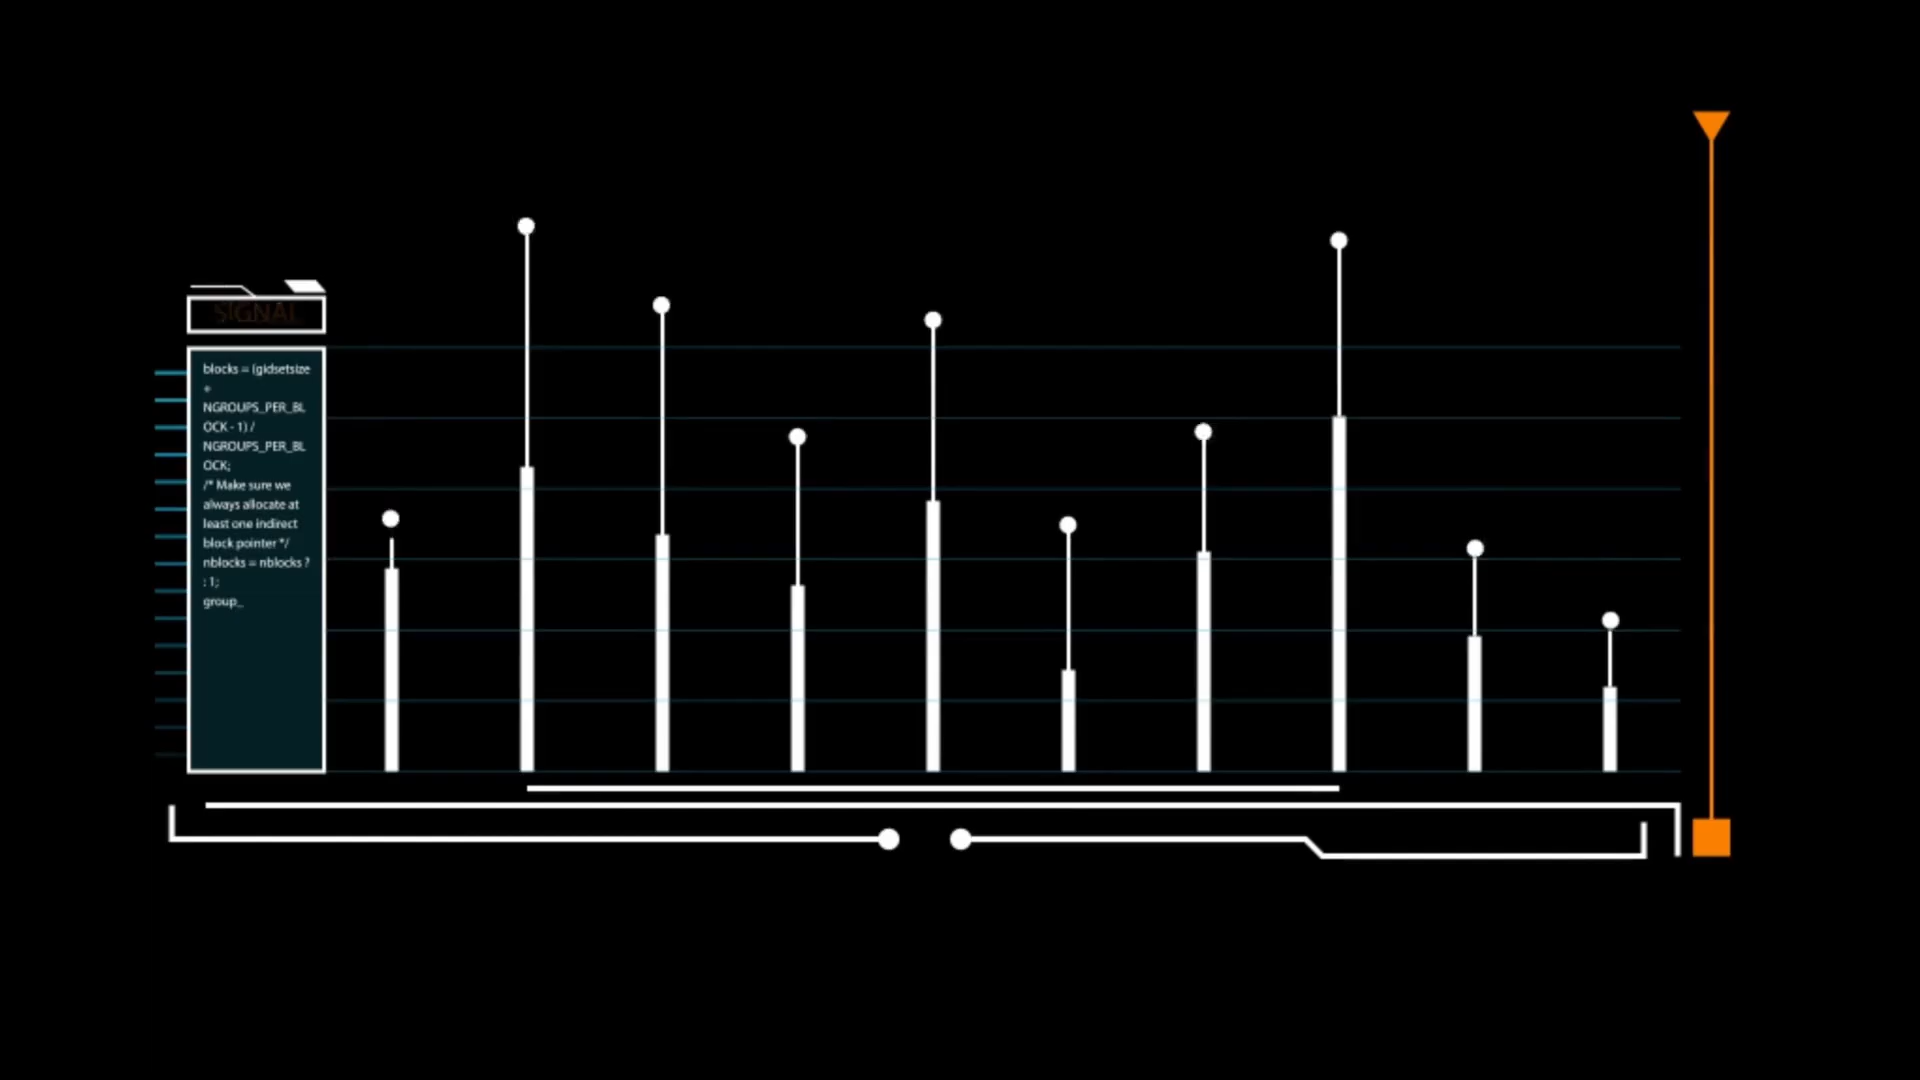 SIGNAL
blocks = (gidsetsize
+
NGROUPS_PER_BL
OCK - 1) /
NGROUPS_PER_BL
OCK;
/* Make sure we
always allocate at
least one indirect
block pointer */
nblocks = nblocks ?
: 1;
group_